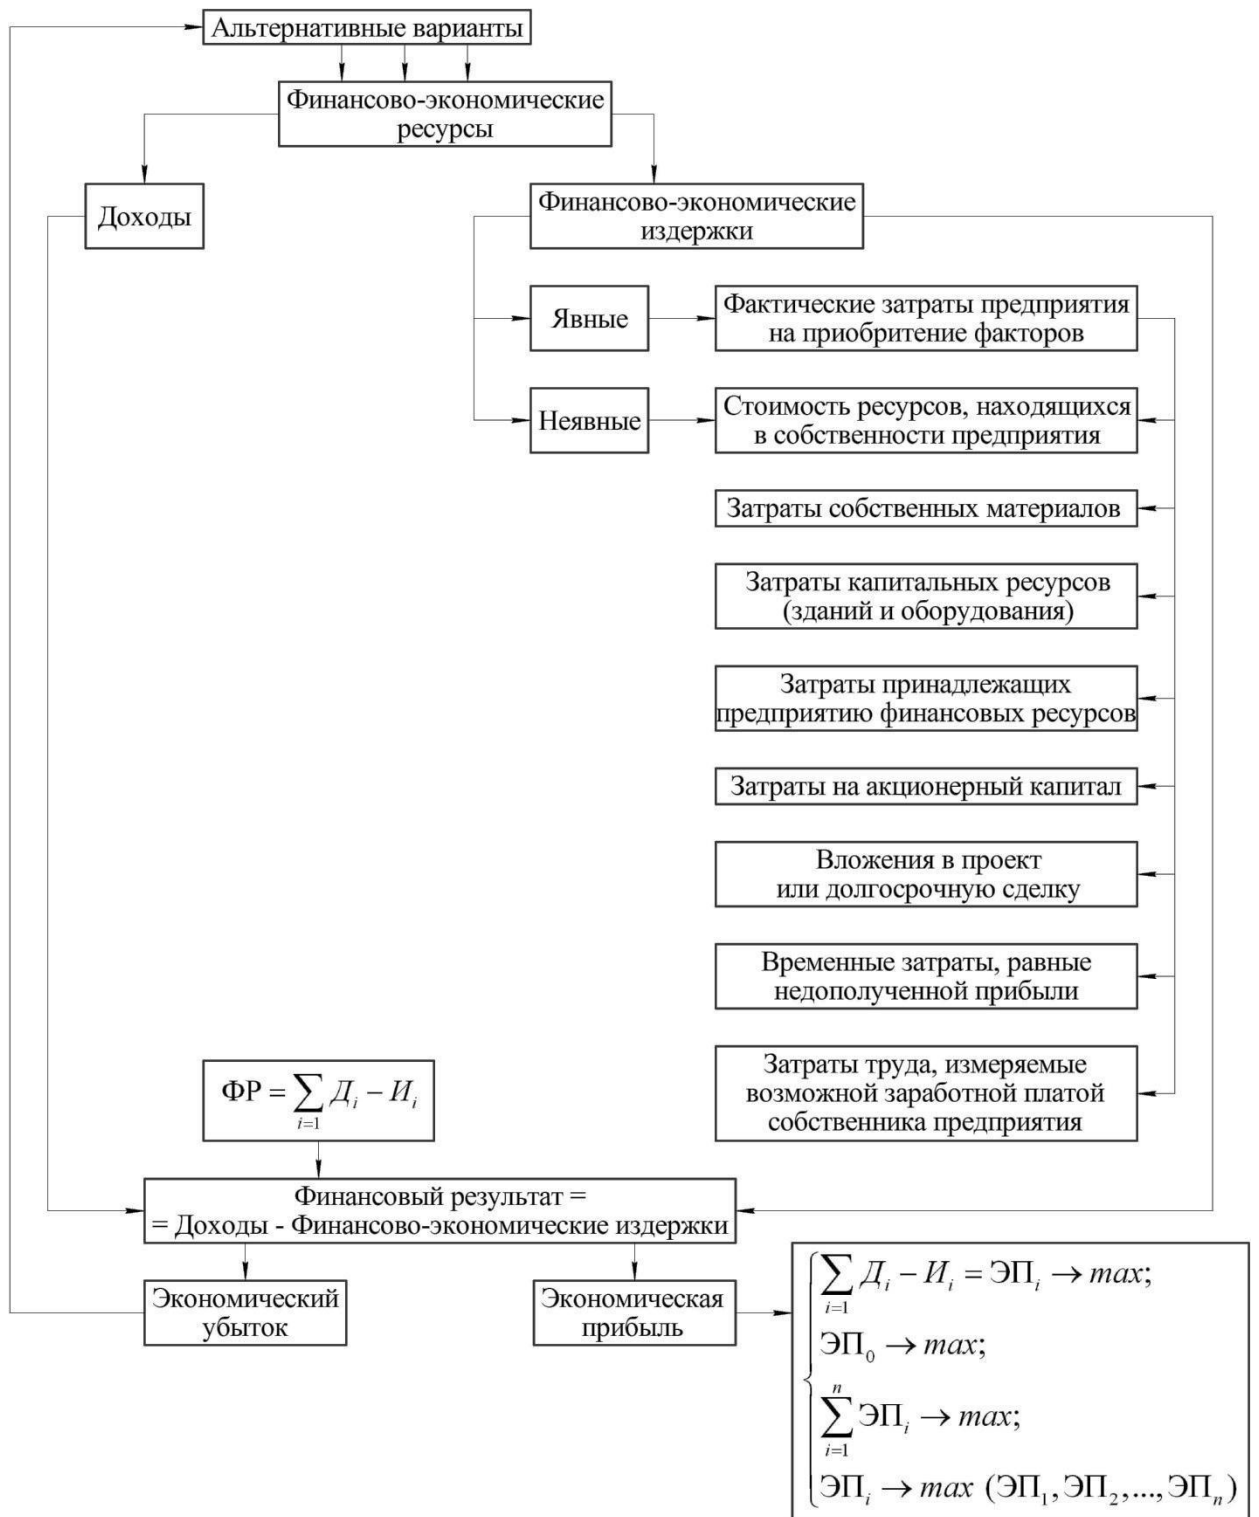 Альтернативные варианты
Финансово-экономические
ресурсы
Доходы
Финансово-экономические
издержки
Явные
Фактические затраты предприятия
на приобритение факторов
Неявные
Стоимость ресурсов, находящихся
в собственности предприятия
Затраты собственных материалов
Затраты капитальных ресурсов
(зданий и оборудования)
Затраты принадлежащих
предприятию финансовых ресурсов
Затраты на акционерный капитал
Вложения в проект
или долгосрочную сделку
Временные затраты, равные
недополученной прибыли
Затраты труда, измеряемые
возможной заработной платой
собственника предприятия
ФР = ∑ Д_i − И_i
i=1
Финансовый результат =
= Доходы - Финансово-экономические издержки
Экономический
убыток
Экономическая
прибыль
∑ Д_i − И_i = ЭП_i → max;
i=1
ЭП_0 → max;
n
∑ ЭП_i → max;
i=1
ЭП_i → max (ЭП_1, ЭП_2, ..., ЭП_n)